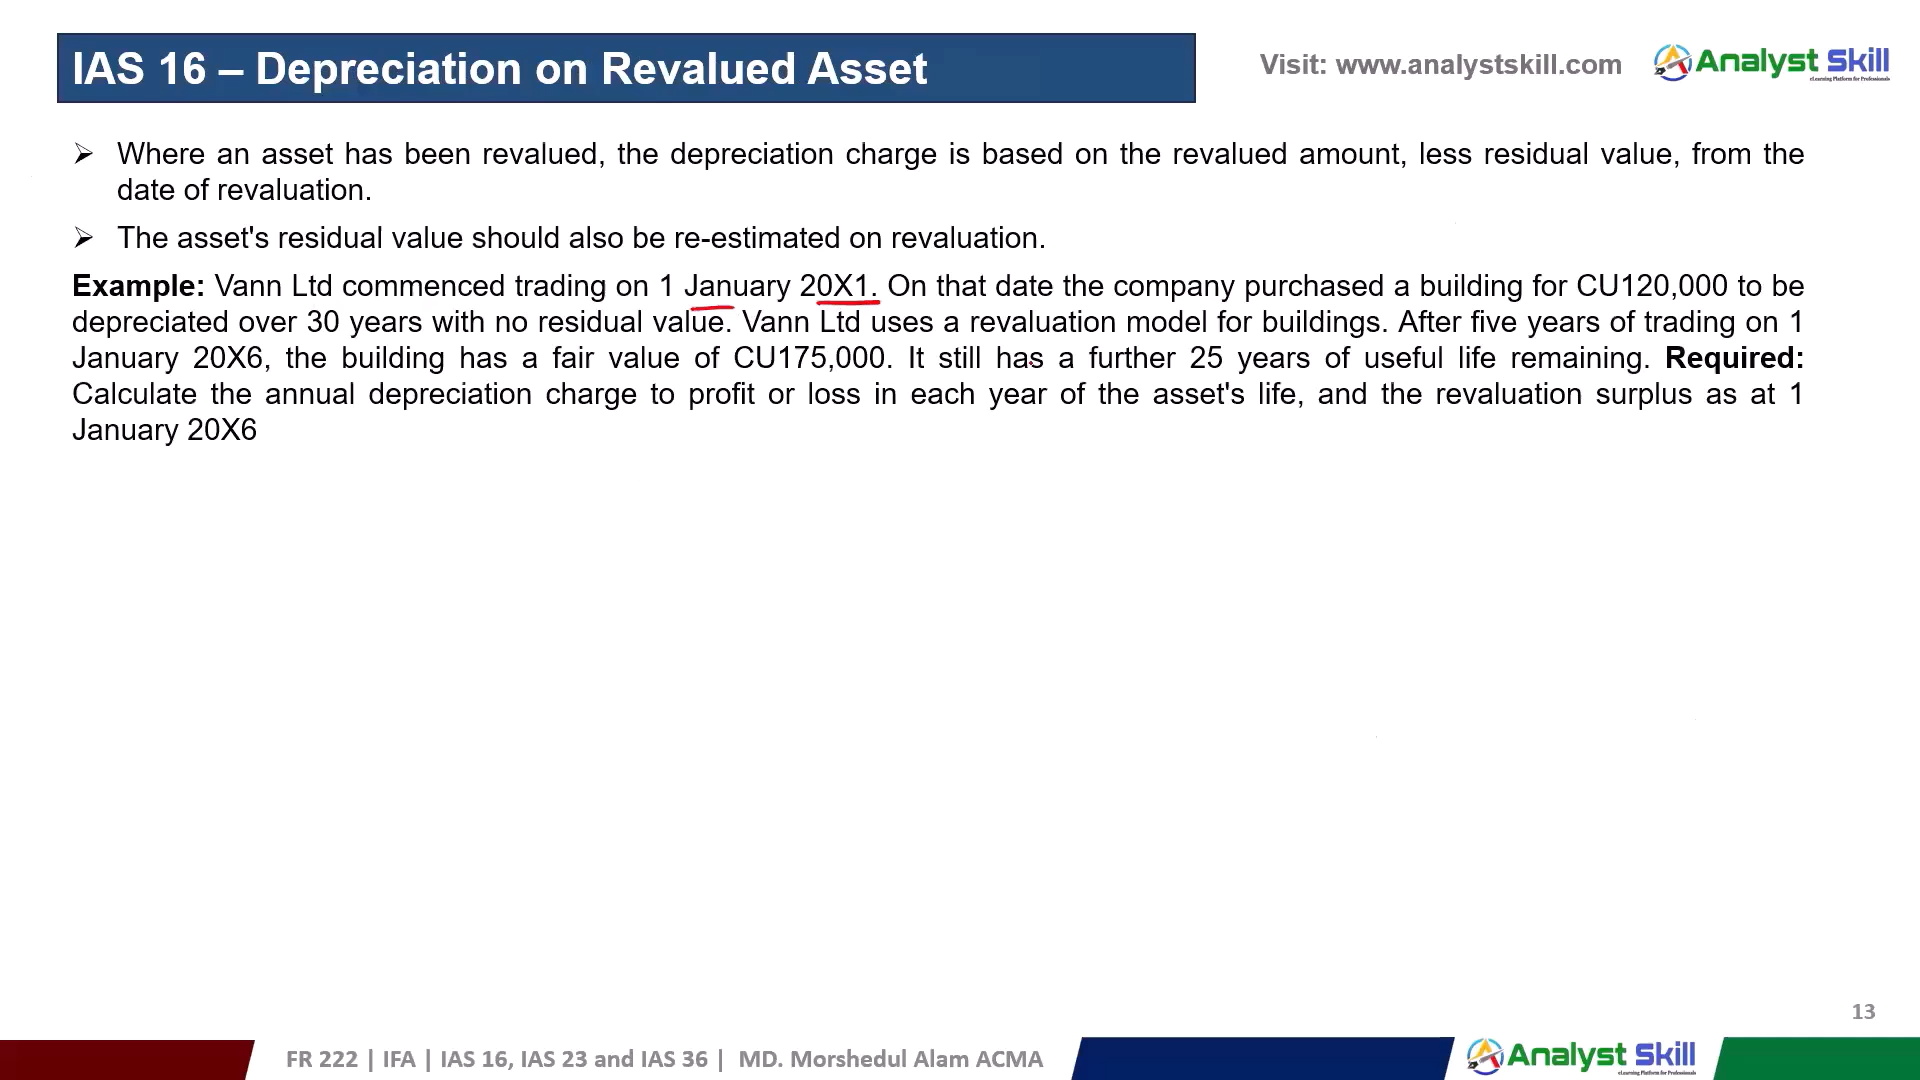 IAS 16 – Depreciation on Revalued Asset
Visit: www.analystskill.com
Analyst Skill
eLearning Platform for Professionals
➢ Where an asset has been revalued, the depreciation charge is based on the revalued amount, less residual value, from the
date of revaluation.
➢ The asset's residual value should also be re-estimated on revaluation.
Example: Vann Ltd commenced trading on 1 January 20X1. On that date the company purchased a building for CU120,000 to be
depreciated over 30 years with no residual value. Vann Ltd uses a revaluation model for buildings. After five years of trading on 1
January 20X6, the building has a fair value of CU175,000. It still has a further 25 years of useful life remaining. Required:
Calculate the annual depreciation charge to profit or loss in each year of the asset's life, and the revaluation surplus as at 1
January 20X6
13
FR 222 | IFA | IAS 16, IAS 23 and IAS 36 | MD. Morshedul Alam ACMA
Analyst Skill
eLearning Platform for Professionals